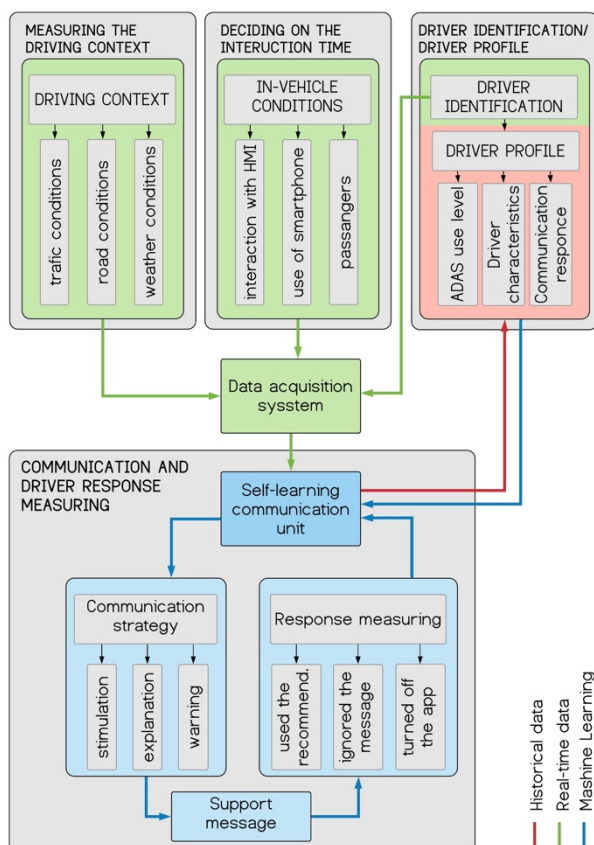 MEASURING THE
DRIVING CONTEXT
DRIVING CONTEXT
trafic conditions
road conditions
weather conditions
DECIDING ON THE
INTERUCTION TIME
IN-VEHICLE
CONDITIONS
interaction with HMI
use of smartphone
passangers
DRIVER IDENTIFICATION/
DRIVER PROFILE
DRIVER
IDENTIFICATION
DRIVER PROFILE
ADAS use level
Driver
characteristics
Communication
responce
Data acquisition
sysstem
COMMUNICATION AND
DRIVER RESPONSE
MEASURING
Self-learning
communication
unit
Communication
strategy
stimulation
explanation
warning
Response measuring
used the
recommend.
ignored the
message
turned off
the app
Support
message
Historical data
Real-time data
Mashine Learning